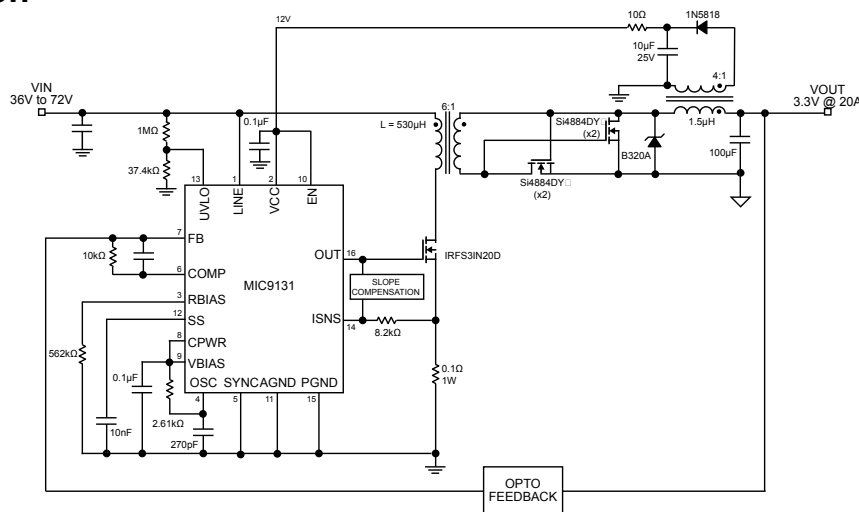 12V
10Ω
1N5818
10µF
25V
4:1
VIN
36V to 72V
VOUT
3.3V @ 20A
6:1
L = 530µH
1.5µH
0.1µF
1MΩ
37.4kΩ
Si4884DY□
(x2)
B320A
100µF
Si4884DY□
(x2)
13
1
2
10
UVLO
LINE
VCC
EN
7
FB
10kΩ
6
COMP
OUT
16
IRFS3IN20D
MIC9131
SLOPE
COMPENSATION
3
RBIAS
12
SS
ISNS
14
8.2kΩ
8
CPWR
562kΩ
9
VBIAS
0.1µF
0.1Ω
1W
OSC
SYNC
AGND
PGND
4
5
11
15
2.61kΩ
10nF
270pF
OPTO
FEEDBACK